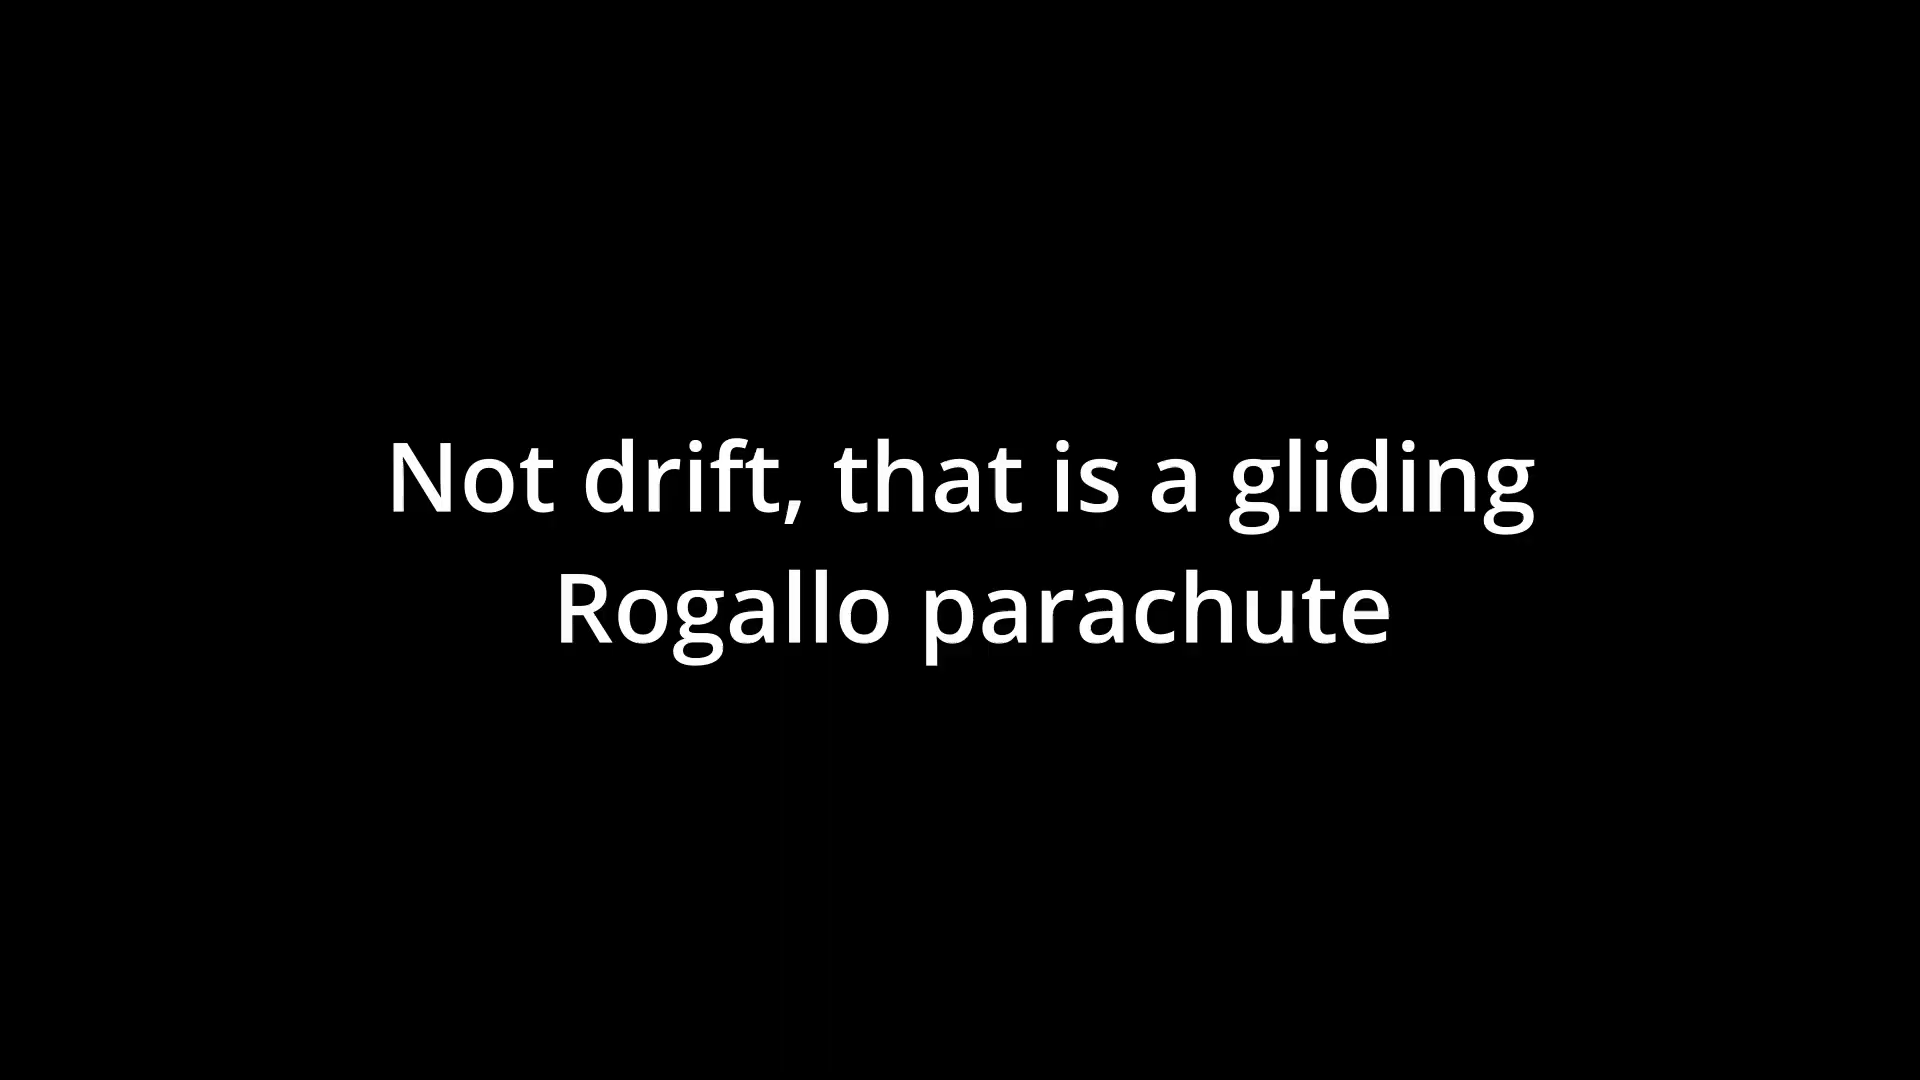 Not drift, that is a gliding
Rogallo parachute